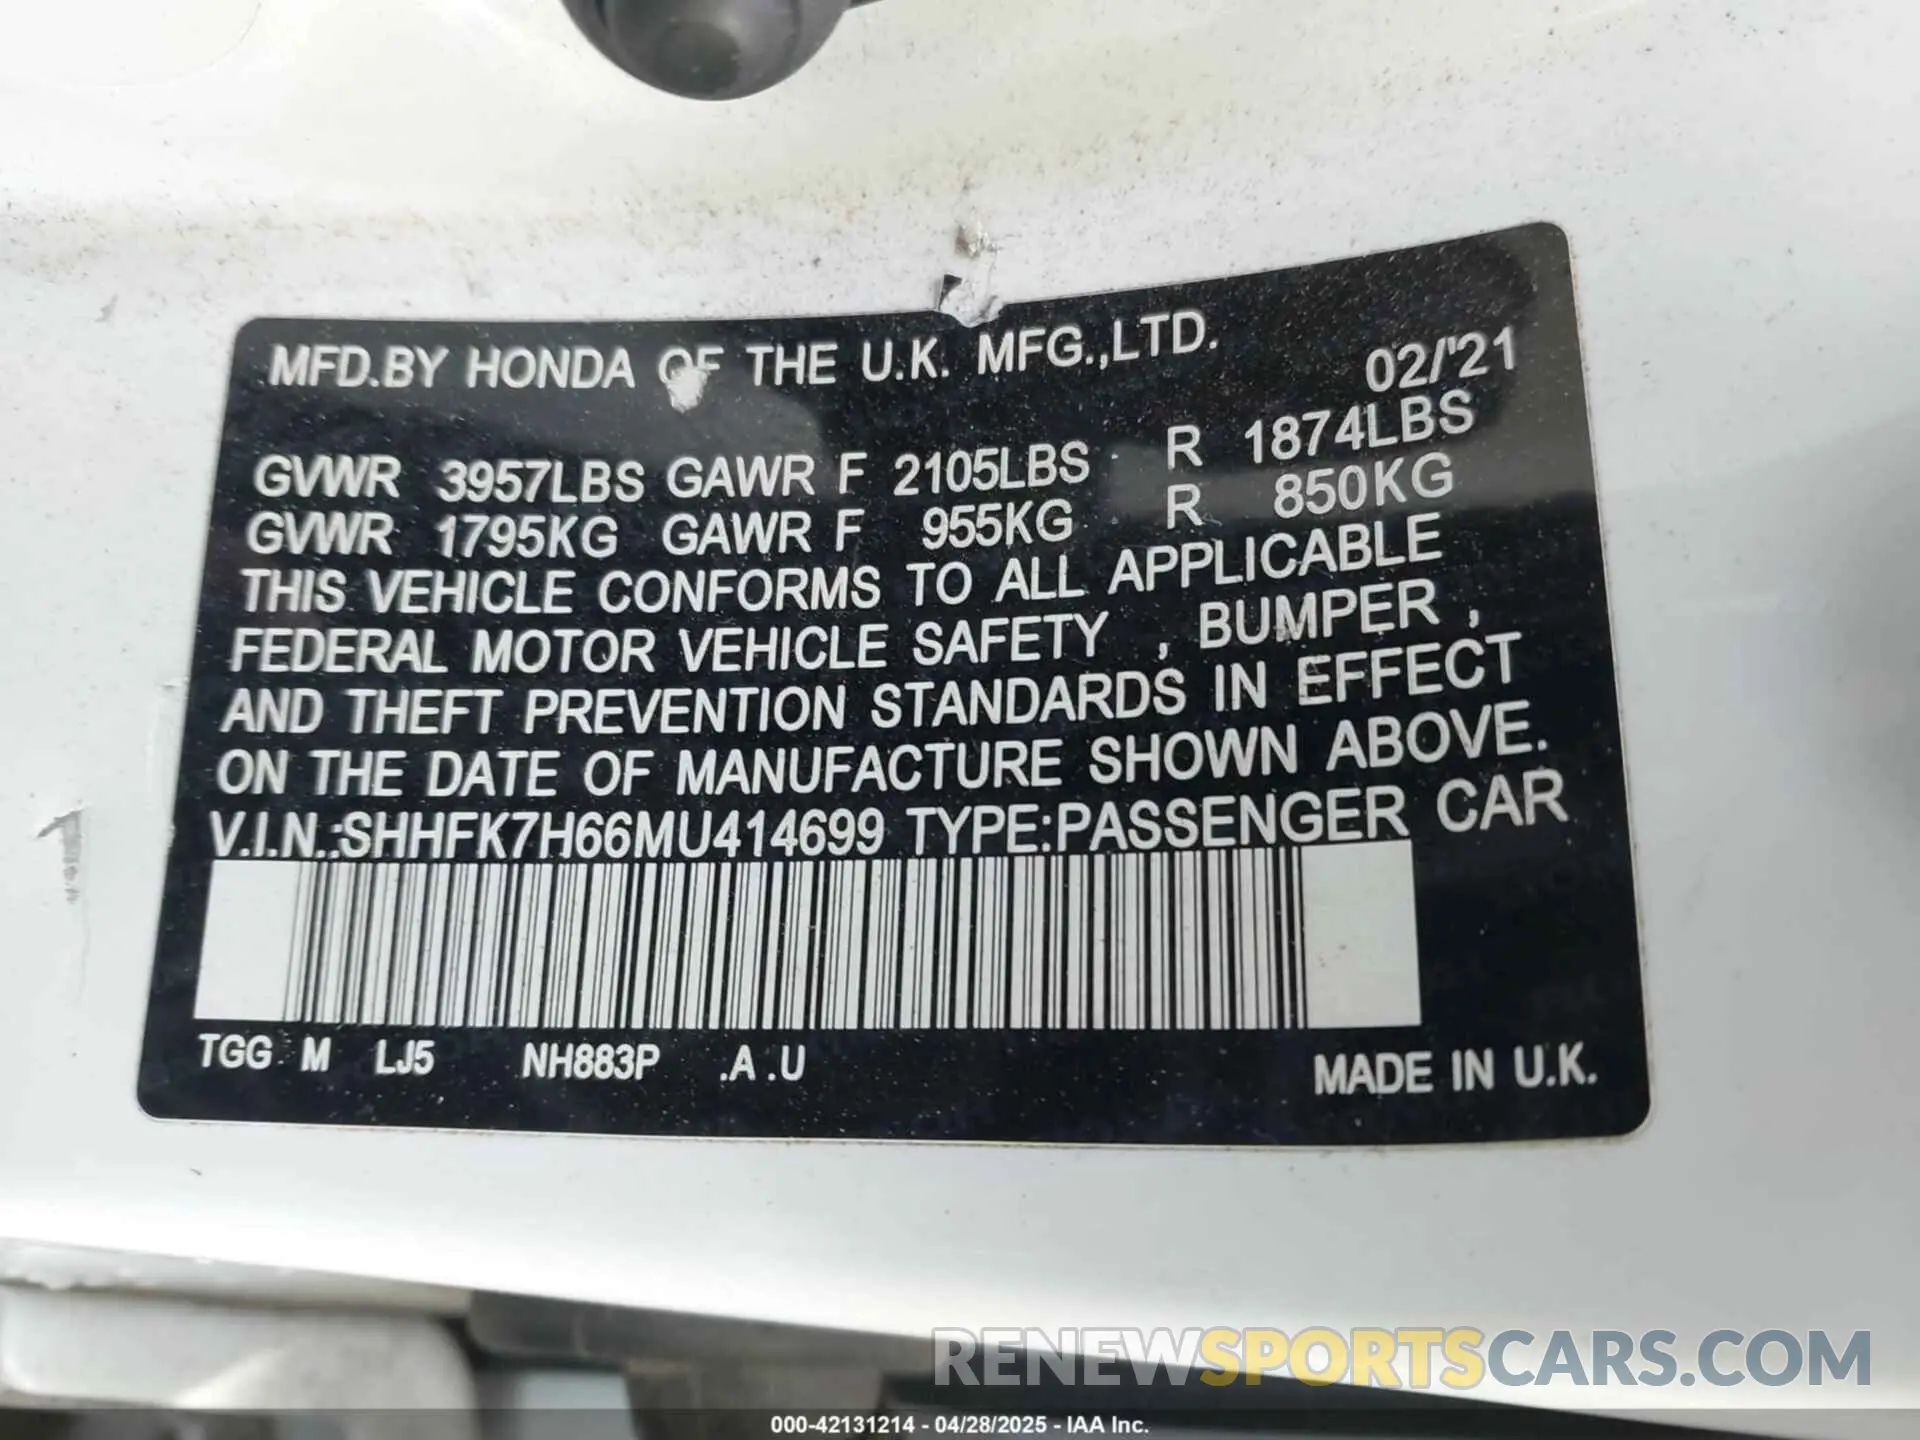 MFD.BY HONDA OF THE U.K. MFG.,LTD. 02/'21
GVWR 3957LBS GAWR F 2105LBS R 1874LBS
GVWR 1795KG GAWR F 955KG R 850KG
THIS VEHICLE CONFORMS TO ALL APPLICABLE
FEDERAL MOTOR VEHICLE SAFETY , BUMPER ,
AND THEFT PREVENTION STANDARDS IN EFFECT
ON THE DATE OF MANUFACTURE SHOWN ABOVE.
V.I.N.:SHHFK7H66MU414699 TYPE:PASSENGER CAR
TGG M LJ5 NH883P .A .U MADE IN U.K.
RENEWSPORTSCARS.COM
000-42131214 - 04/28/2025 - IAA Inc.